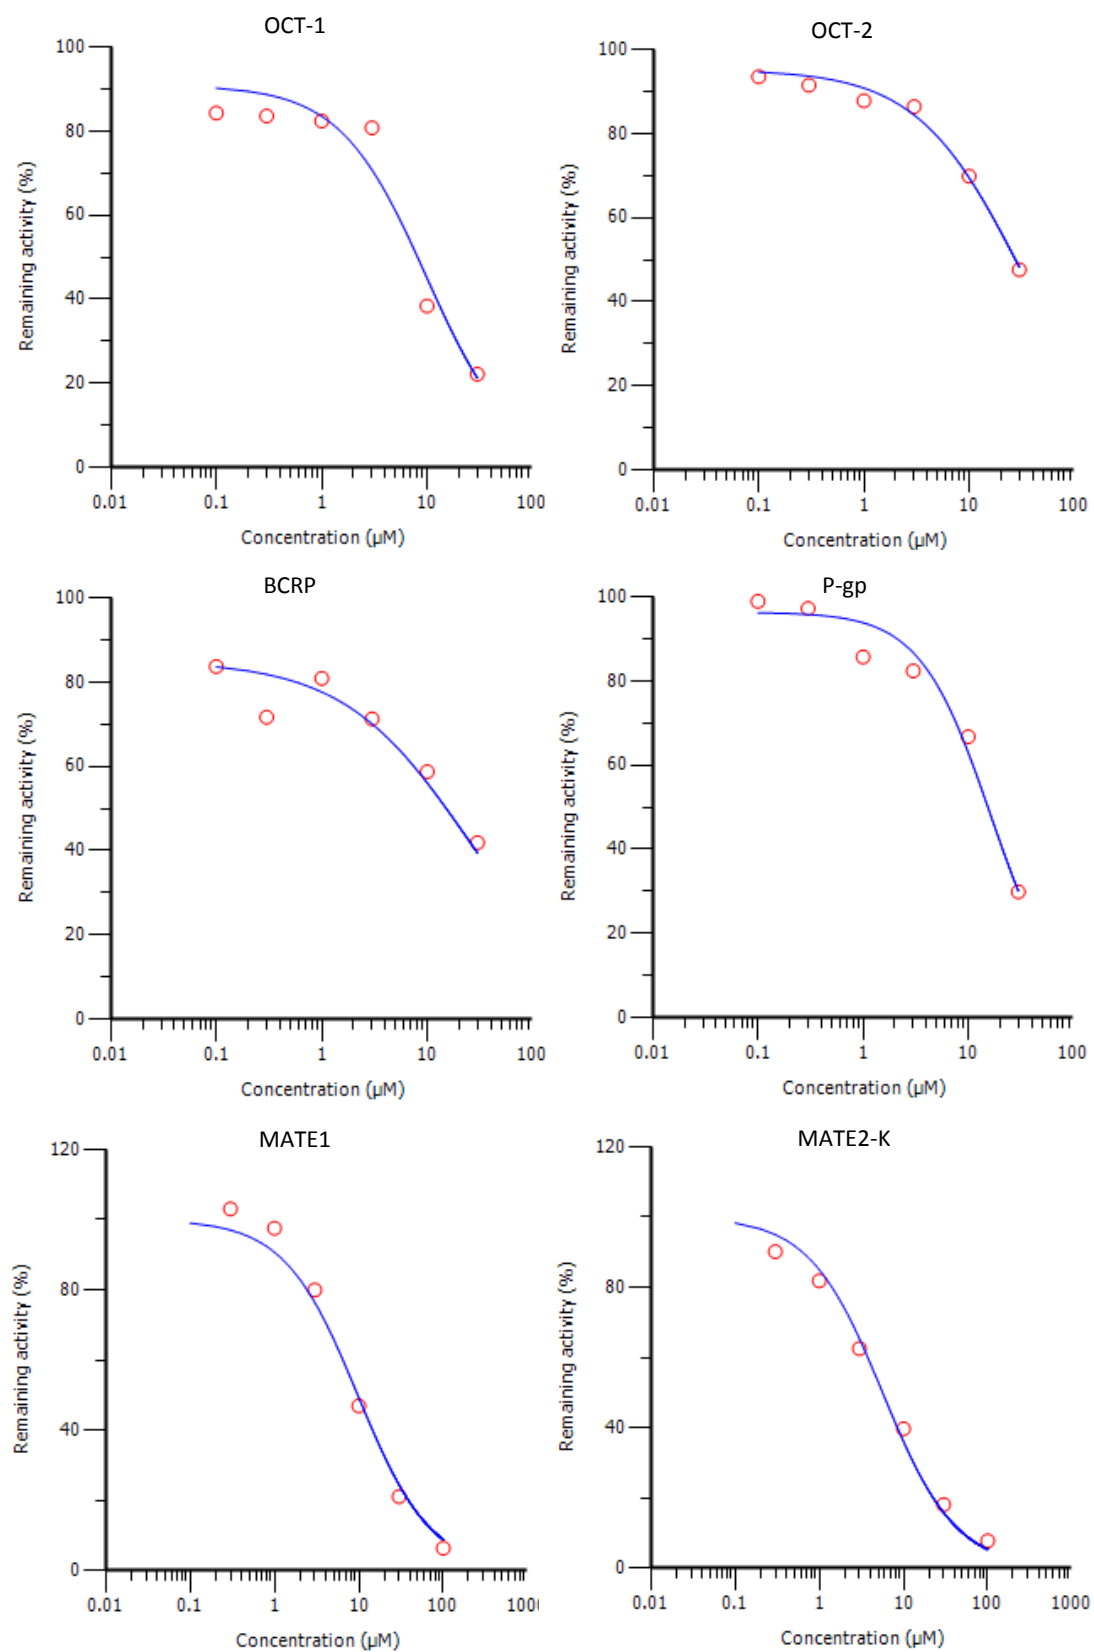 OCT-1
100
80
60
40
20
0
Remaining activity (%)
0.01 0.1 1 10 100
Concentration (µM)
OCT-2
100
80
60
40
20
0
Remaining activity (%)
0.01 0.1 1 10 100
Concentration (µM)
BCRP
100
80
60
40
20
0
Remaining activity (%)
0.01 0.1 1 10 100
Concentration (µM)
P-gp
100
80
60
40
20
0
Remaining activity (%)
0.01 0.1 1 10 100
Concentration (µM)
MATE1
120
80
40
0
Remaining activity (%)
0.01 0.1 1 10 100 1000
Concentration (µM)
MATE2-K
120
80
40
0
Remaining activity (%)
0.01 0.1 1 10 100 1000
Concentration (µM)